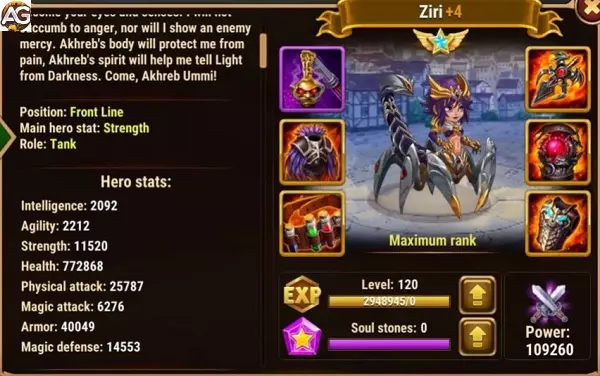 AG
become your eyes and senses. I will not
succumb to anger, nor will I show an enemy
mercy. Akhreb's body will protect me from
pain, Akhreb's spirit will help me tell Light
from Darkness. Come, Akhreb Ummi!
Position: Front Line
Main hero stat: Strength
Role: Tank
Hero stats:
Intelligence: 2092
Agility: 2212
Strength: 11520
Health: 772868
Physical attack: 25787
Magic attack: 6276
Armor: 40049
Magic defense: 14553
Ziri +4
Maximum rank
EXP
Level: 120
2948945/0
Soul stones: 0
Power:
109260